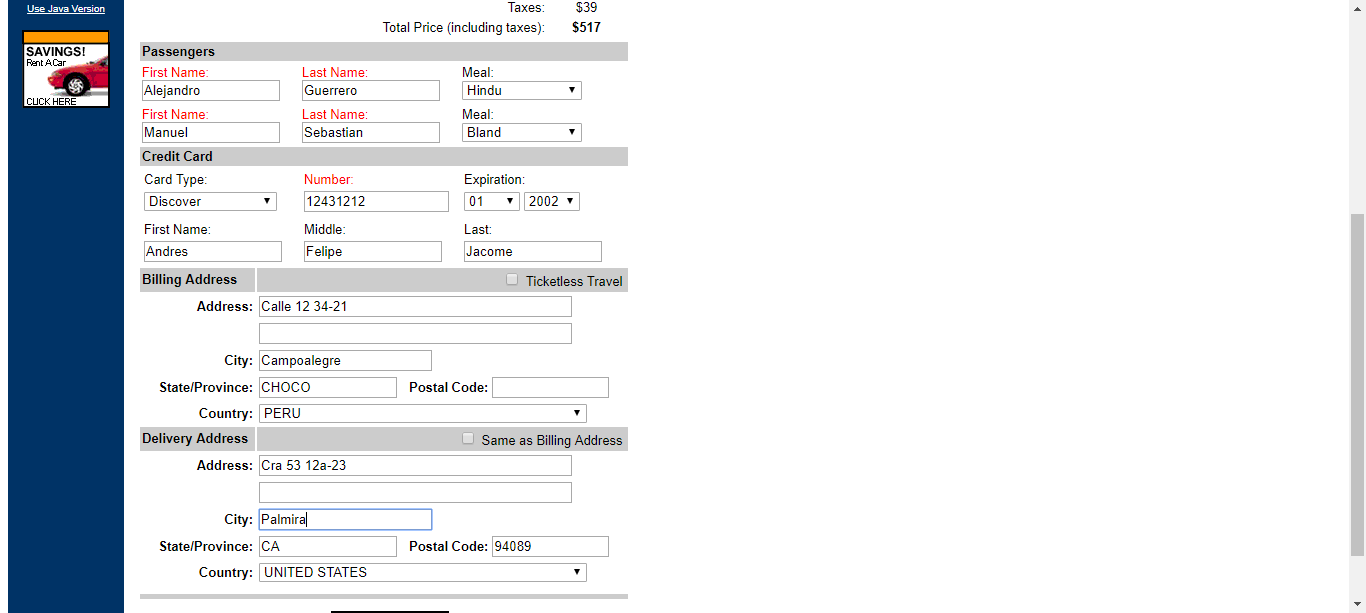 Use Java Version
Taxes: $39
Total Price (including taxes): $517
SAVINGS!
Rent A Car
CLICK HERE
Passengers
First Name: Last Name: Meal:
Alejandro Guerrero Hindu
First Name: Last Name: Meal:
Manuel Sebastian Bland
Credit Card
Card Type: Number: Expiration:
Discover 12431212 01 2002
First Name: Middle: Last:
Andres Felipe Jacome
Billing Address Ticketless Travel
Address: Calle 12 34-21
City: Campoalegre
State/Province: CHOCO Postal Code:
Country: PERU
Delivery Address Same as Billing Address
Address: Cra 53 12a-23
City: Palmira
State/Province: CA Postal Code: 94089
Country: UNITED STATES